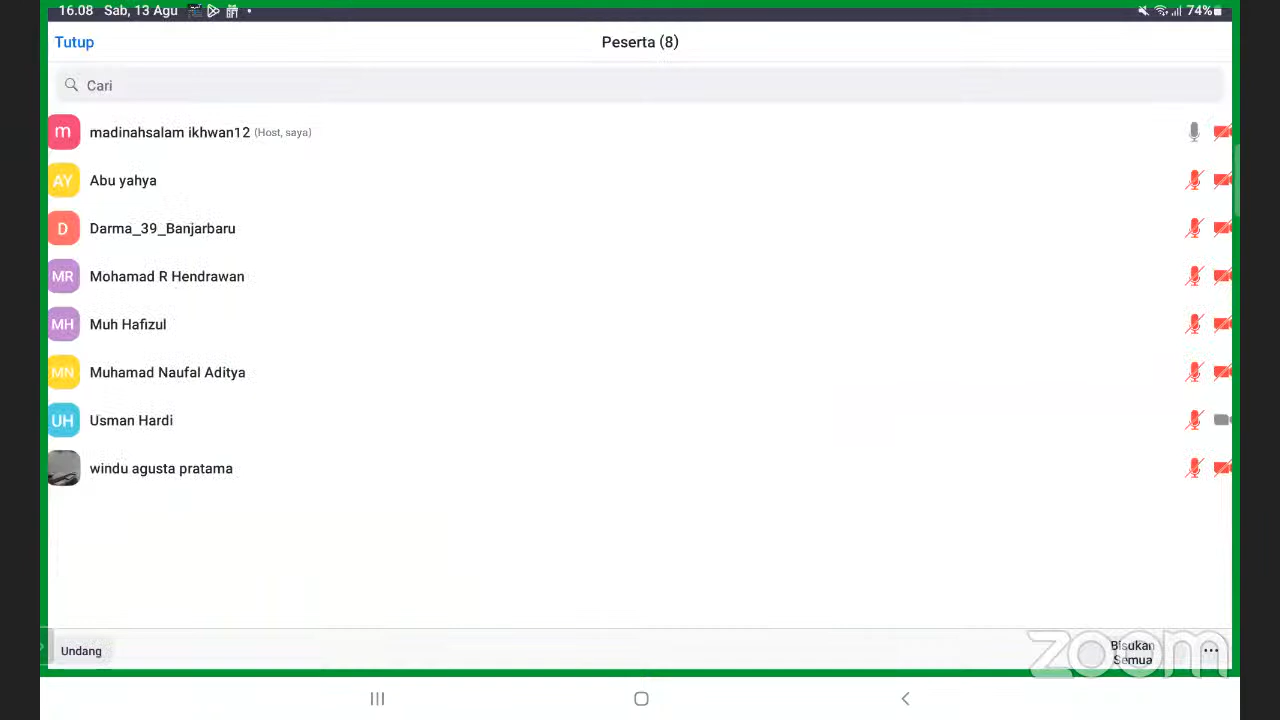 16.08 Sab, 13 Agu
74%
Tutup
Peserta (8)
Cari
m madinahsalam ikhwan12 (Host, saya)
AY Abu yahya
D Darma_39_Banjarbaru
MR Mohamad R Hendrawan
MH Muh Hafizul
MN Muhamad Naufal Aditya
UH Usman Hardi
windu agusta pratama
Undang
Bisukan
Semua
zoom